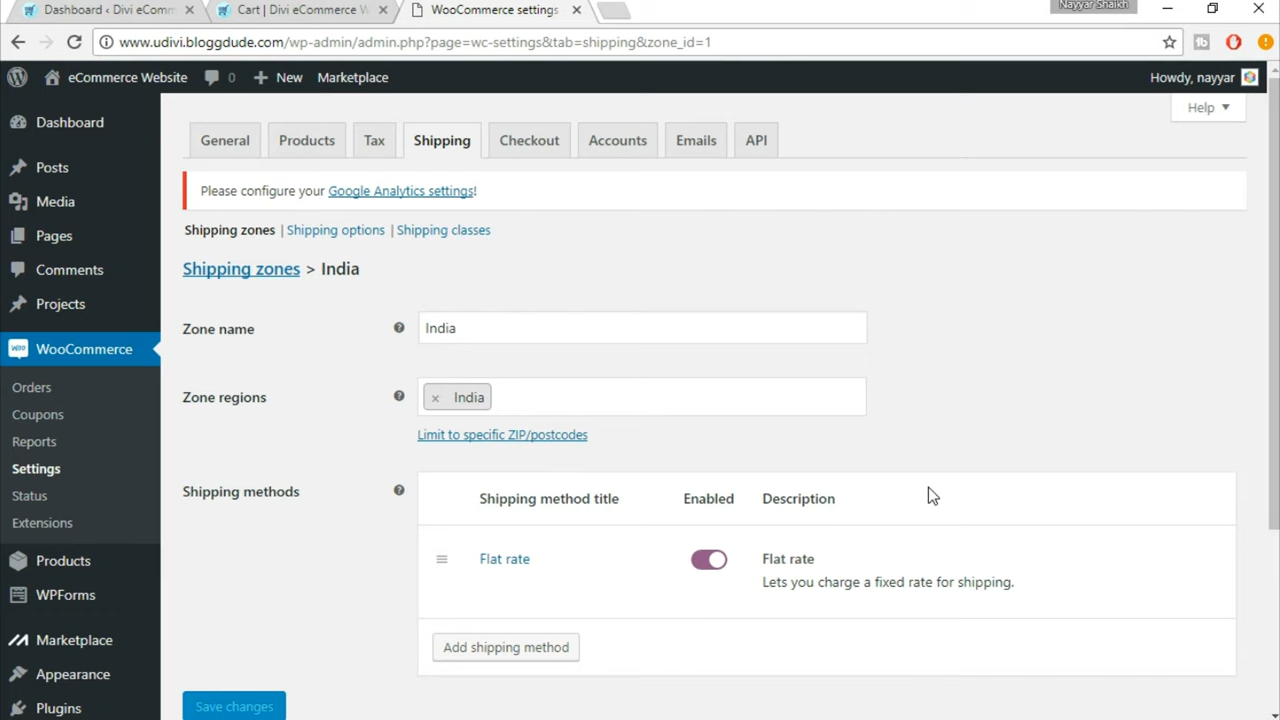 Dashboard ‹ Divi eComm
Cart | Divi eCommerce W
WooCommerce settings
Nayyar Shaikh
www.udivi.bloggdude.com/wp-admin/admin.php?page=wc-settings&tab=shipping&zone_id=1
eCommerce Website 0 New Marketplace Howdy, nayyar
Help
Dashboard
Posts
Media
Pages
Comments
Projects
WooCommerce
Orders
Coupons
Reports
Settings
Status
Extensions
Products
WPForms
Marketplace
Appearance
Plugins
General Products Tax Shipping Checkout Accounts Emails API
Please configure your Google Analytics settings!
Shipping zones | Shipping options | Shipping classes
Shipping zones > India
Zone name ? India
Zone regions ? × India
Limit to specific ZIP/postcodes
Shipping methods ? Shipping method title Enabled Description
Flat rate Flat rate
Lets you charge a fixed rate for shipping.
Add shipping method
Save changes